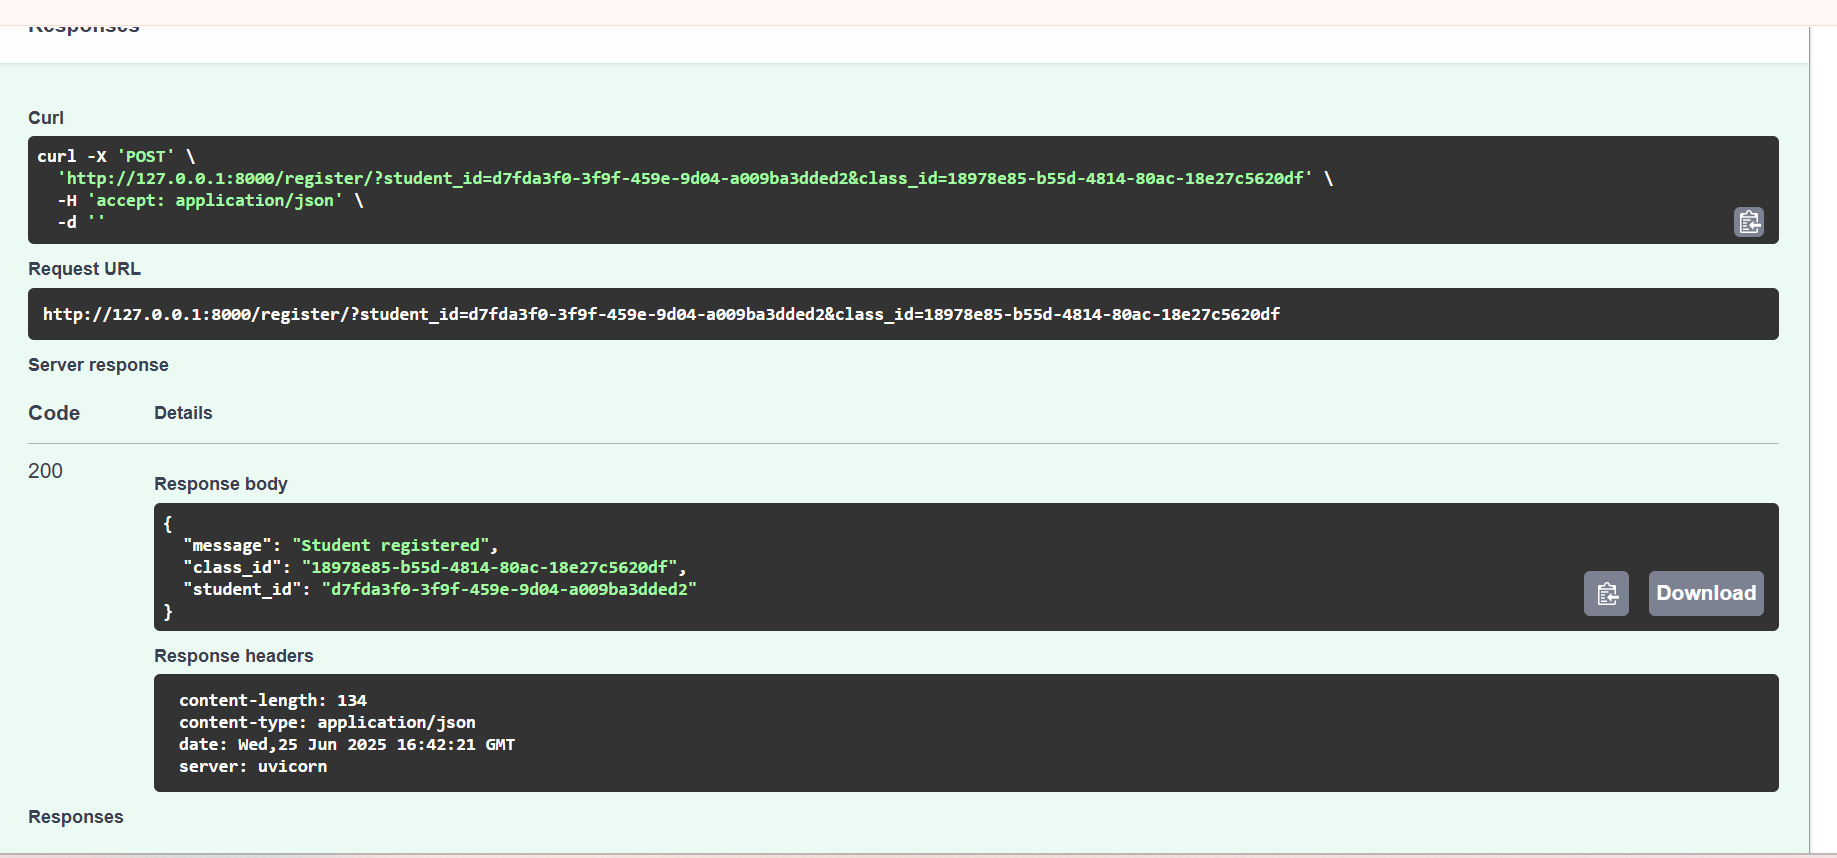 Responses
Curl
curl -X 'POST' \
'http://127.0.0.1:8000/register/?student_id=d7fda3f0-3f9f-459e-9d04-a009ba3dded2&class_id=18978e85-b55d-4814-80ac-18e27c5620df' \
-H 'accept: application/json' \
-d ''
Request URL
http://127.0.0.1:8000/register/?student_id=d7fda3f0-3f9f-459e-9d04-a009ba3dded2&class_id=18978e85-b55d-4814-80ac-18e27c5620df
Server response
Code Details
200
Response body
{
"message": "Student registered",
"class_id": "18978e85-b55d-4814-80ac-18e27c5620df",
"student_id": "d7fda3f0-3f9f-459e-9d04-a009ba3dded2"
}
Download
Response headers
content-length: 134
content-type: application/json
date: Wed,25 Jun 2025 16:42:21 GMT
server: uvicorn
Responses